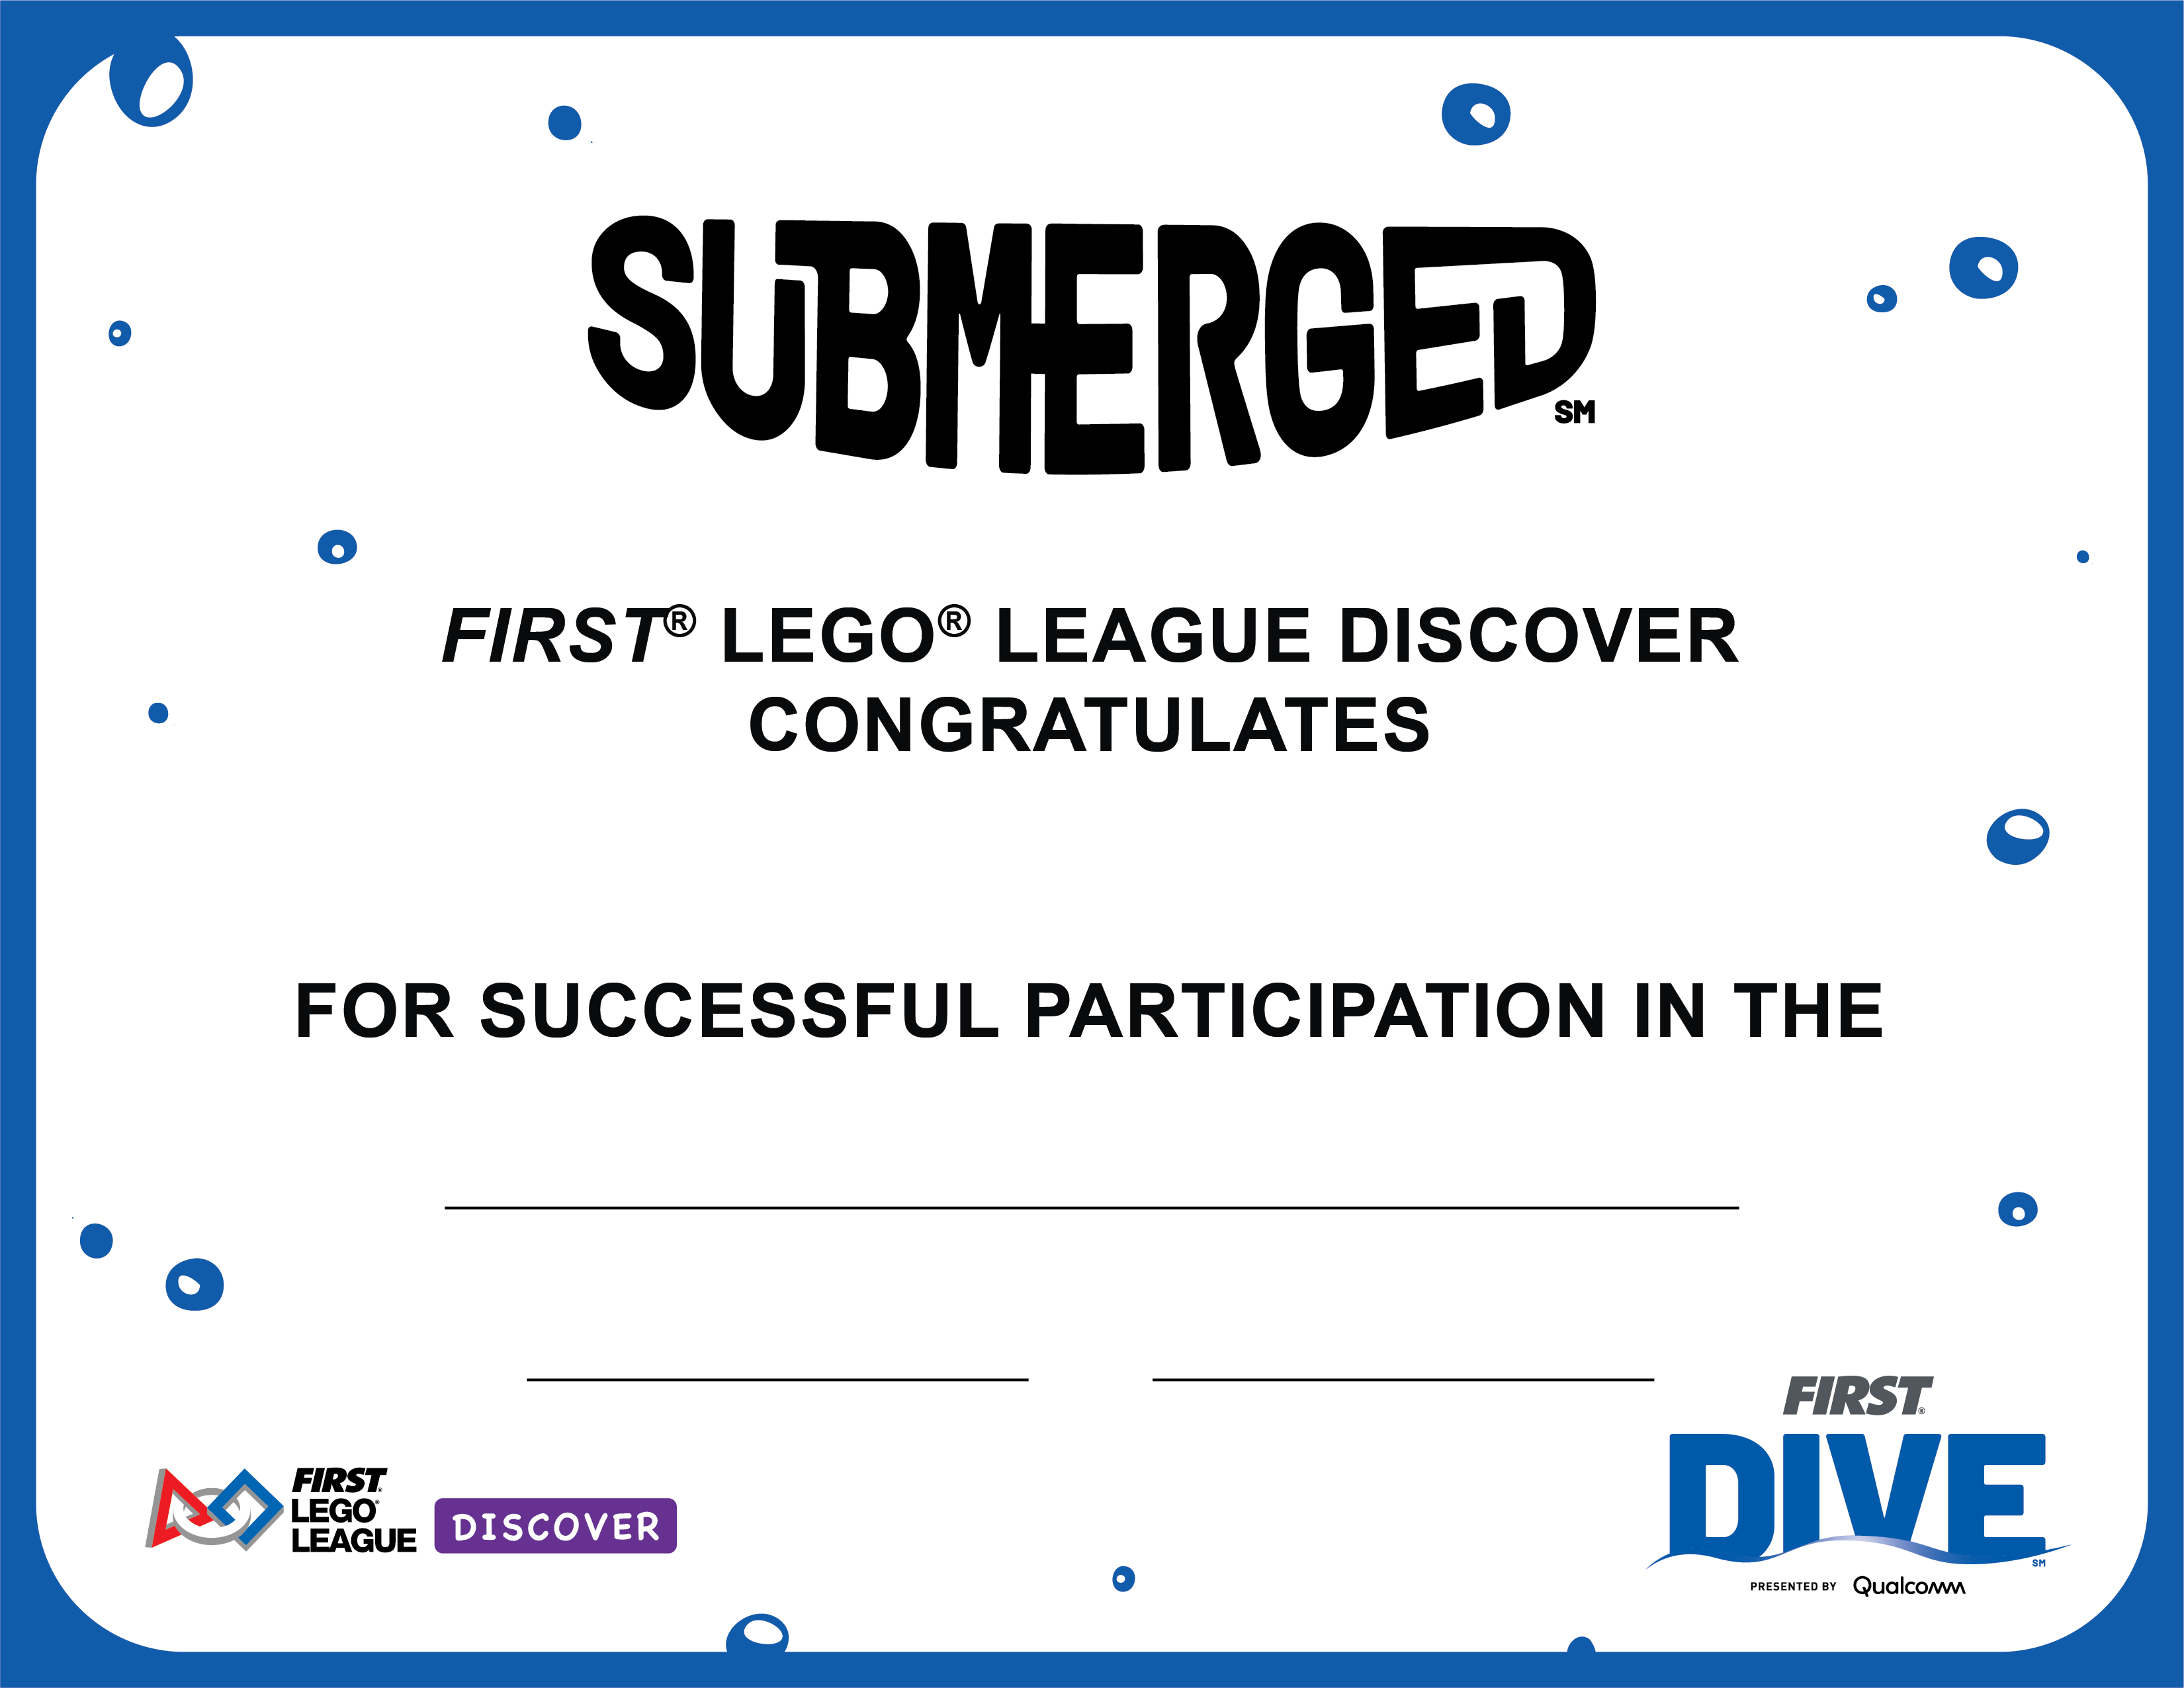 SUBMERGED
SM
FIRST® LEGO® LEAGUE DISCOVER
CONGRATULATES
FOR SUCCESSFUL PARTICIPATION IN THE
FIRST®
LEGO®
LEAGUE
DISCOVER
FIRST®
DIVE
SM
PRESENTED BY Qualcomm